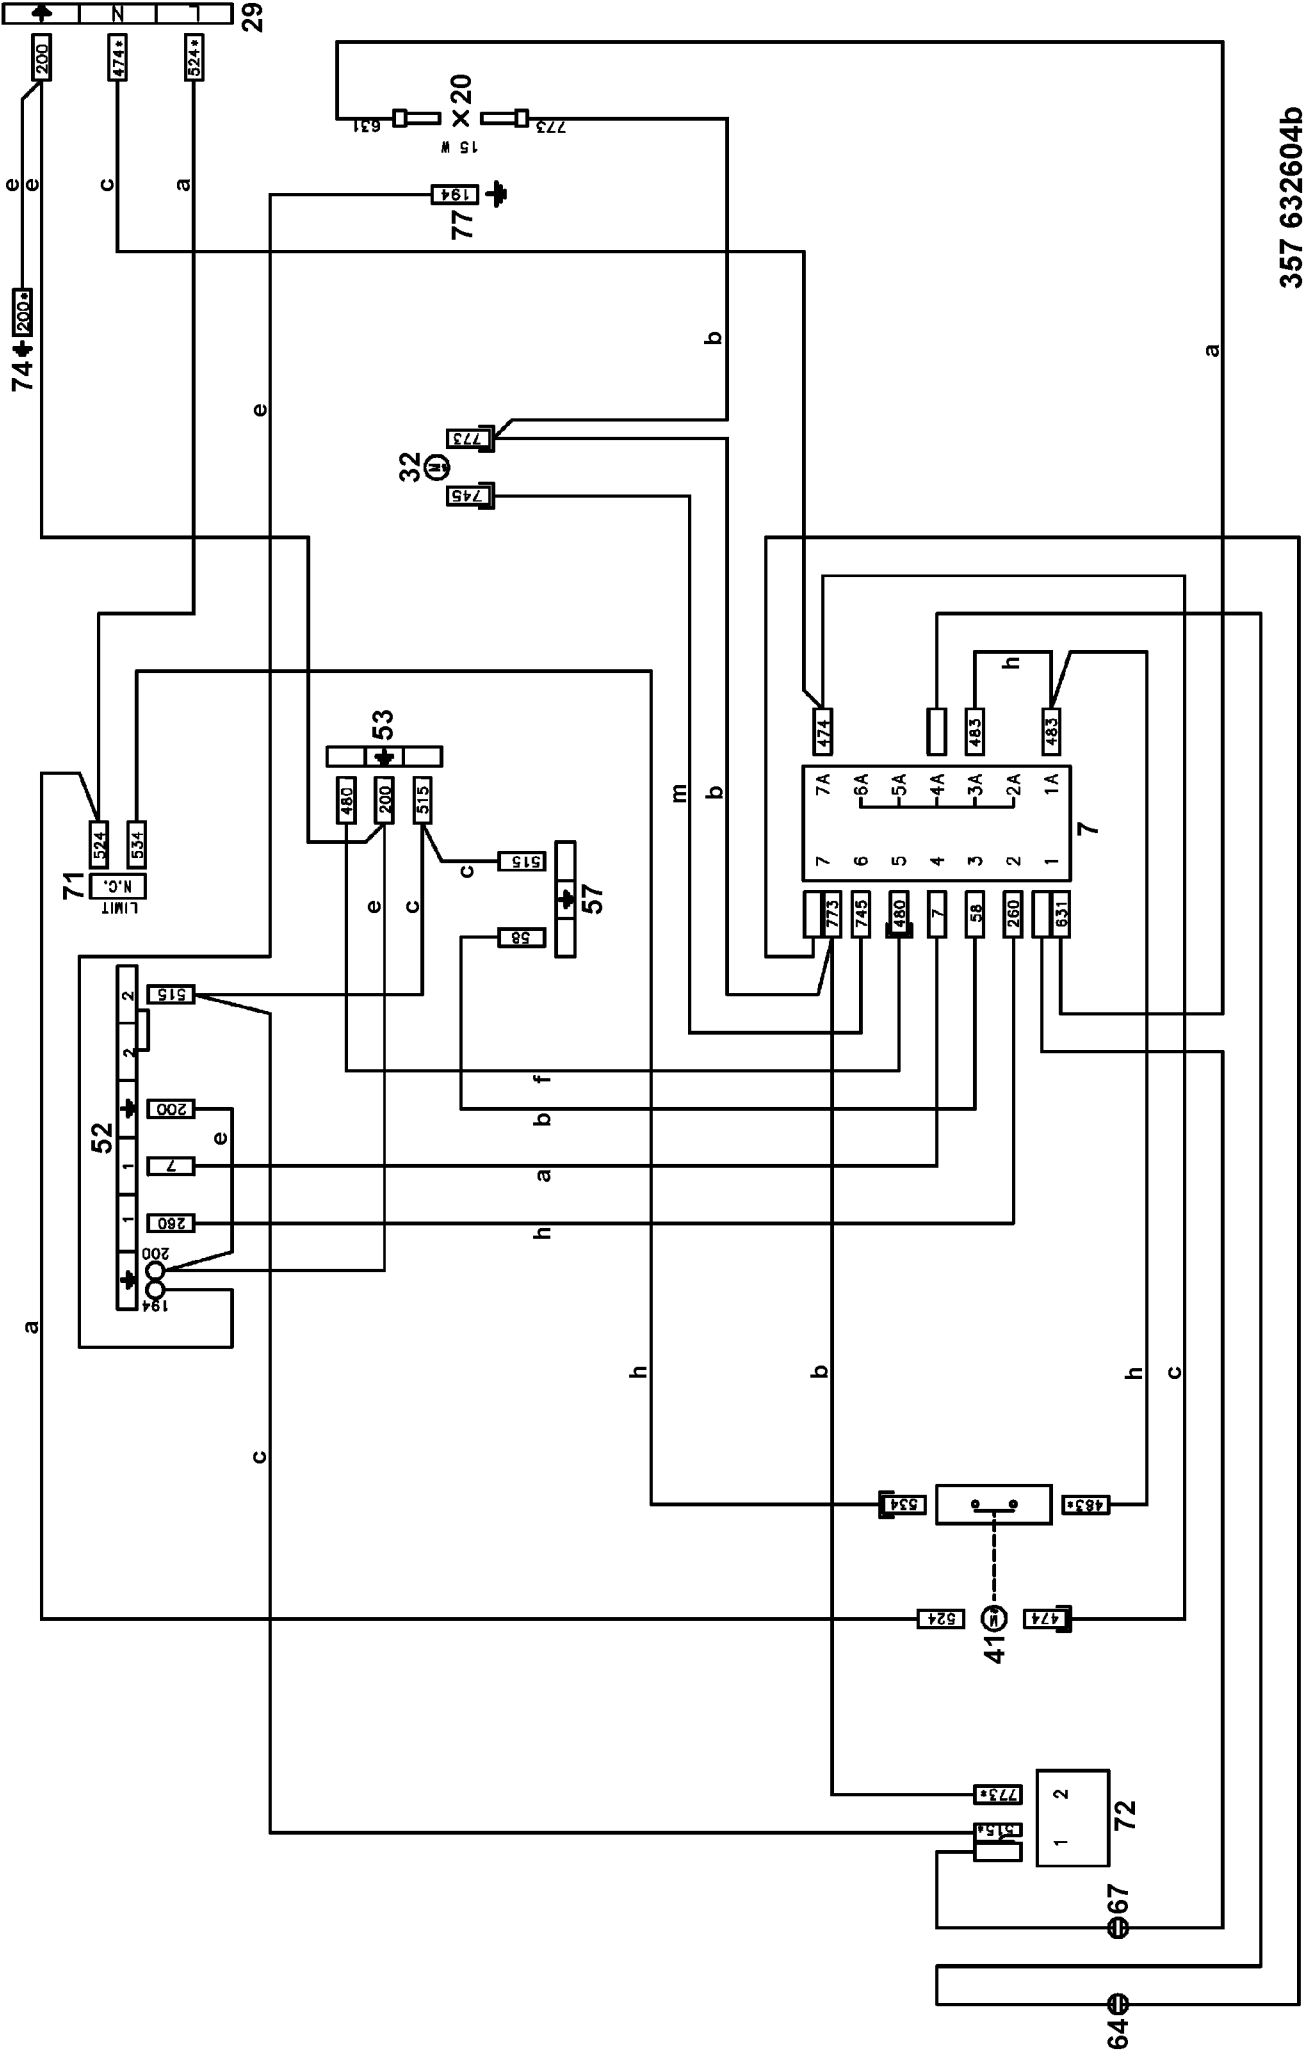 L
N
29
200
474*
524*
e
e
c
a
631
20
773
15 W
194
77
357 632604b
200*
74
b
a
e
32
773
745
h
53
474
483
483
480
200
515
m
b
7A
6A
5A
4A
3A
2A
1A
524
534
71
N.C.
LIMIT
515
c
e
c
57
58
7
7
6
5
4
3
2
1
773
745
480
7
58
260
631
2
515
2
52
200
1
7
1
260
e
200
194
f
b
a
h
a
h
b
h
c
c
534
483*
524
M
474
41
773*
515*
2
1
72
67
64